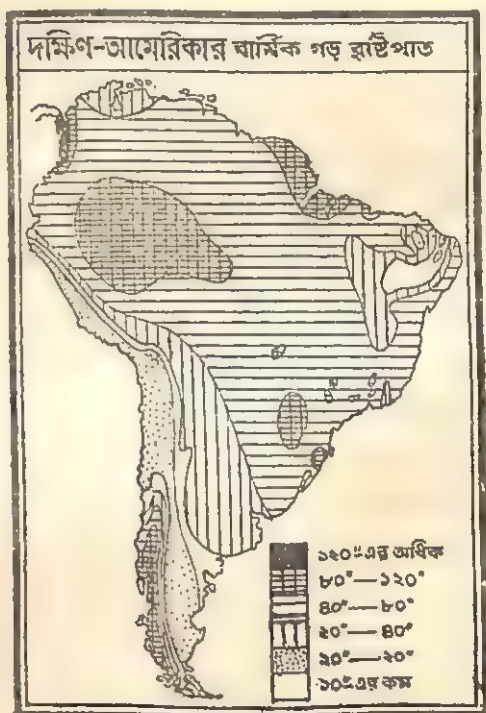 দক্ষিণ-আমেরিকার বার্ষিক গড় বৃষ্টিপাত
১২০"এর অধিক
৮০"—১২০"
৪০"—৮০"
২০"—৪০"
১০"—২০"
১০"এর কম